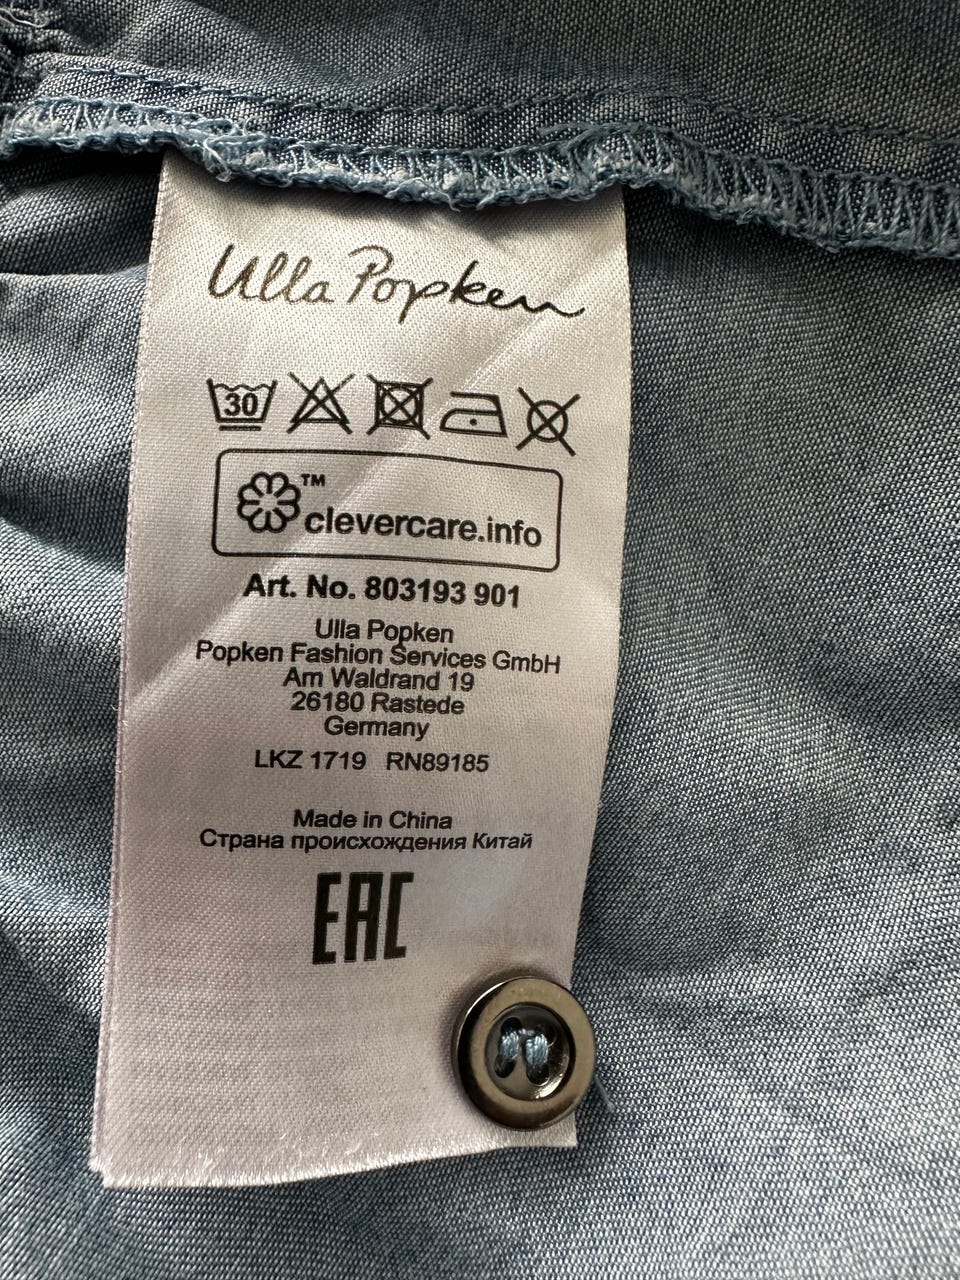 Ulla Popken
30
™
clevercare.info
Art. No. 803193 901
Ulla Popken
Popken Fashion Services GmbH
Am Waldrand 19
26180 Rastede
Germany
LKZ 1719 RN89185
Made in China
Страна происхождения Китай
EAC